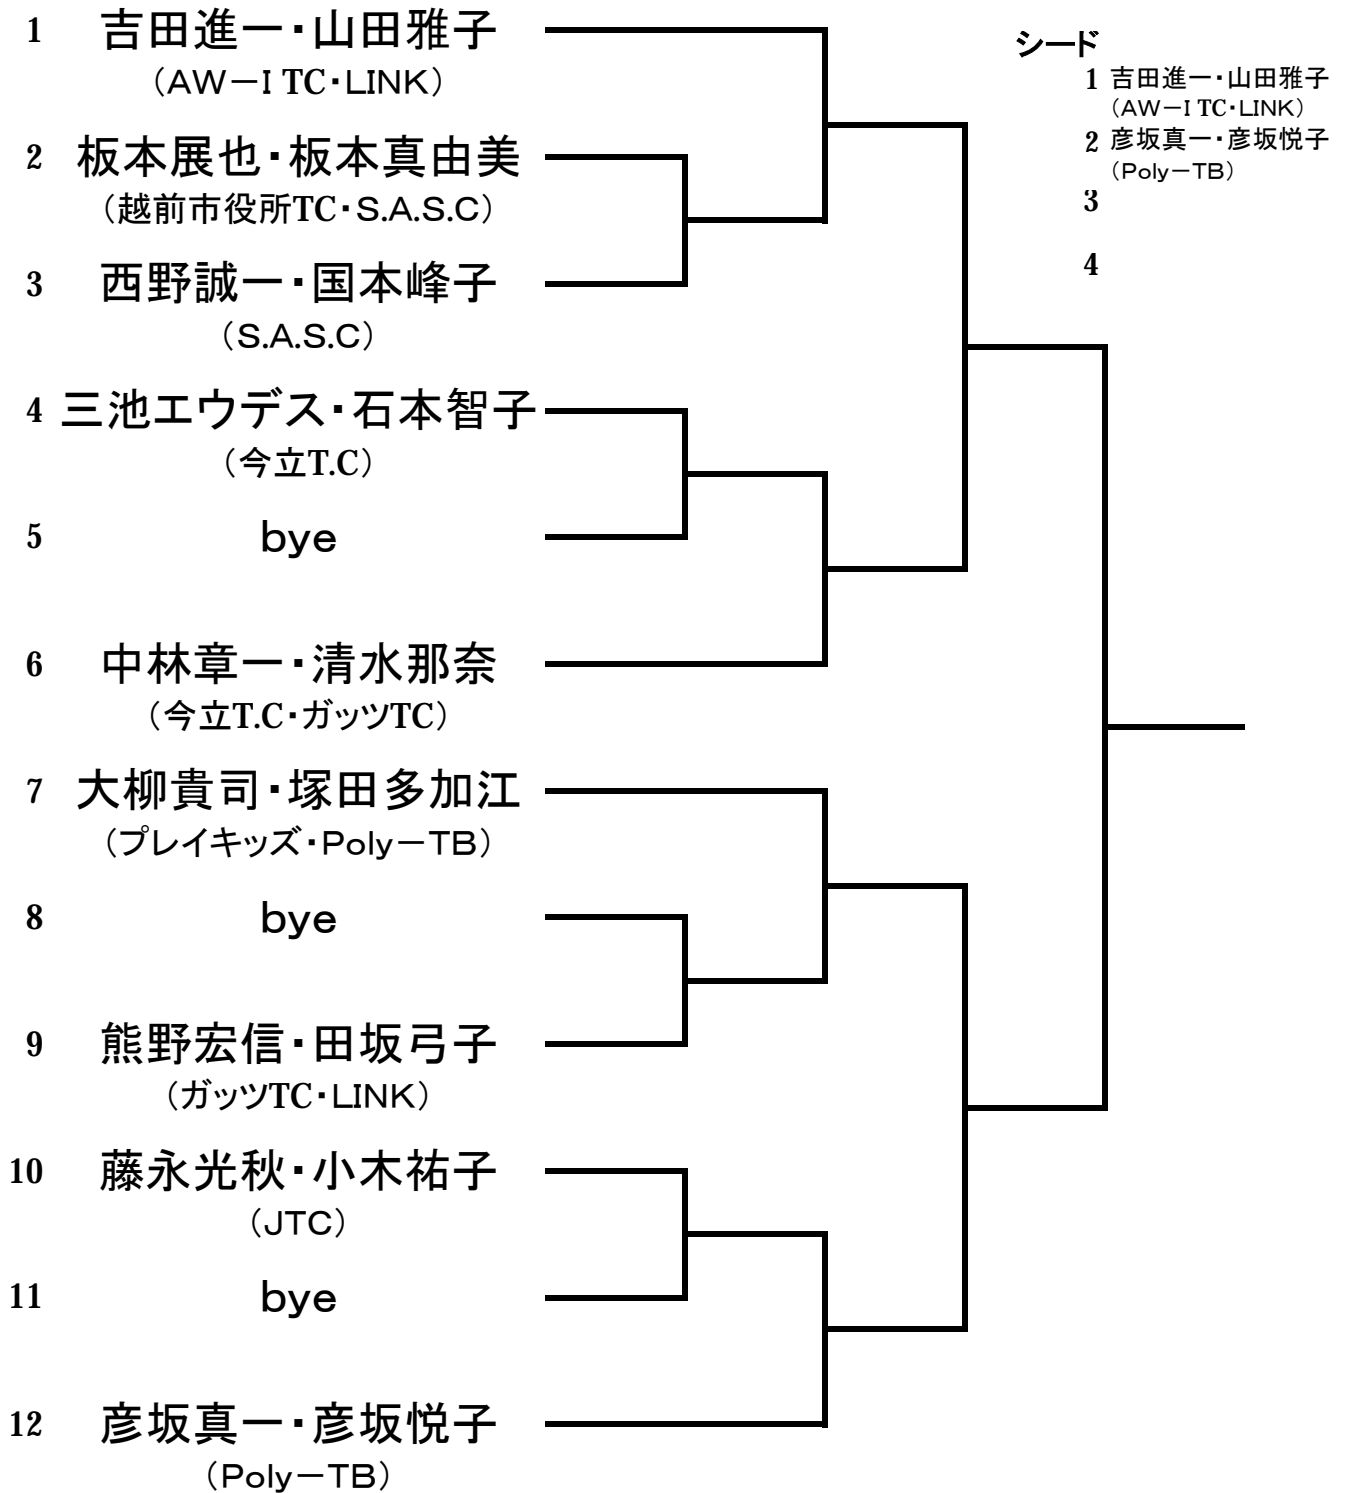 1 吉田進一・山田雅子
（AW－I TC・LINK）
2 板本展也・板本真由美
（越前市役所TC・S.A.S.C）
3 西野誠一・国本峰子
（S.A.S.C）
4 三池エウデス・石本智子
（今立T.C）
5 bye
6 中林章一・清水那奈
（今立T.C・ガッツTC）
7 大柳貴司・塚田多加江
（プレイキッズ・Poly－TB）
8 bye
9 熊野宏信・田坂弓子
（ガッツTC・LINK）
10 藤永光秋・小木祐子
（JTC）
11 bye
12 彦坂真一・彦坂悦子
（Poly－TB）
シード
1 吉田進一・山田雅子
（AW－I TC・LINK）
2 彦坂真一・彦坂悦子
（Poly－TB）
3
4